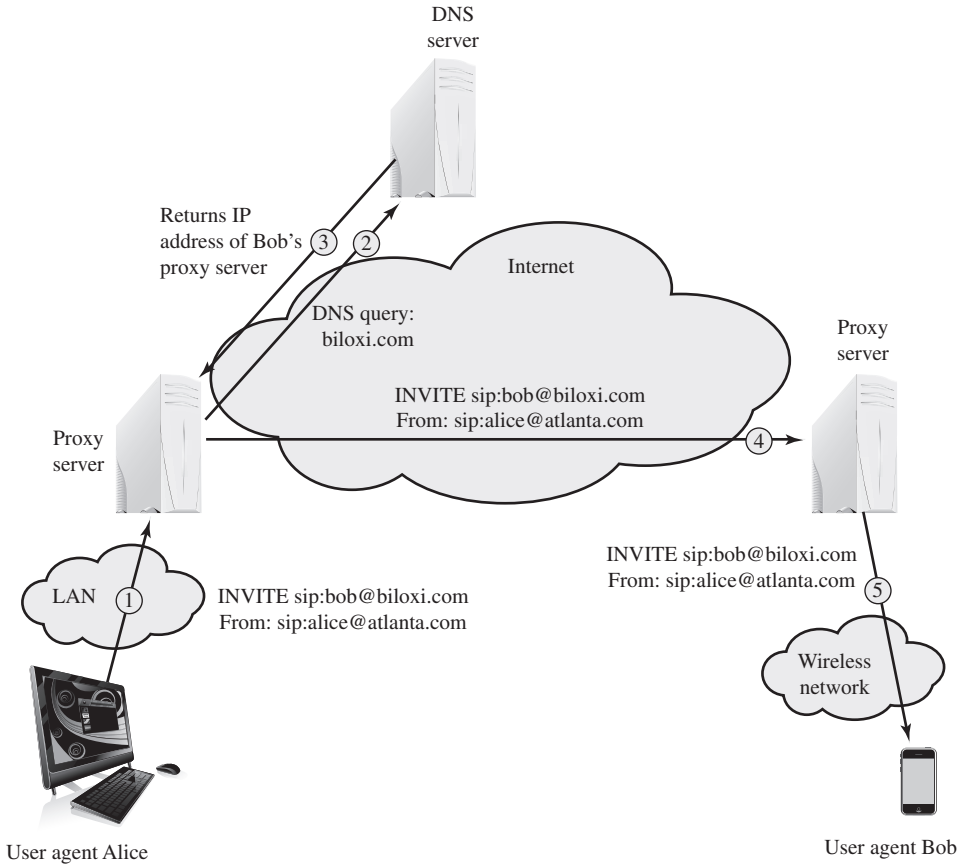 DNS
server
Returns IP
address of Bob's
proxy server
3
2
Internet
DNS query:
biloxi.com
Proxy
server
INVITE sip:bob@biloxi.com
From: sip:alice@atlanta.com
4
Proxy
server
LAN
1
INVITE sip:bob@biloxi.com
From: sip:alice@atlanta.com
INVITE sip:bob@biloxi.com
From: sip:alice@atlanta.com
5
Wireless
network
User agent Alice
User agent Bob